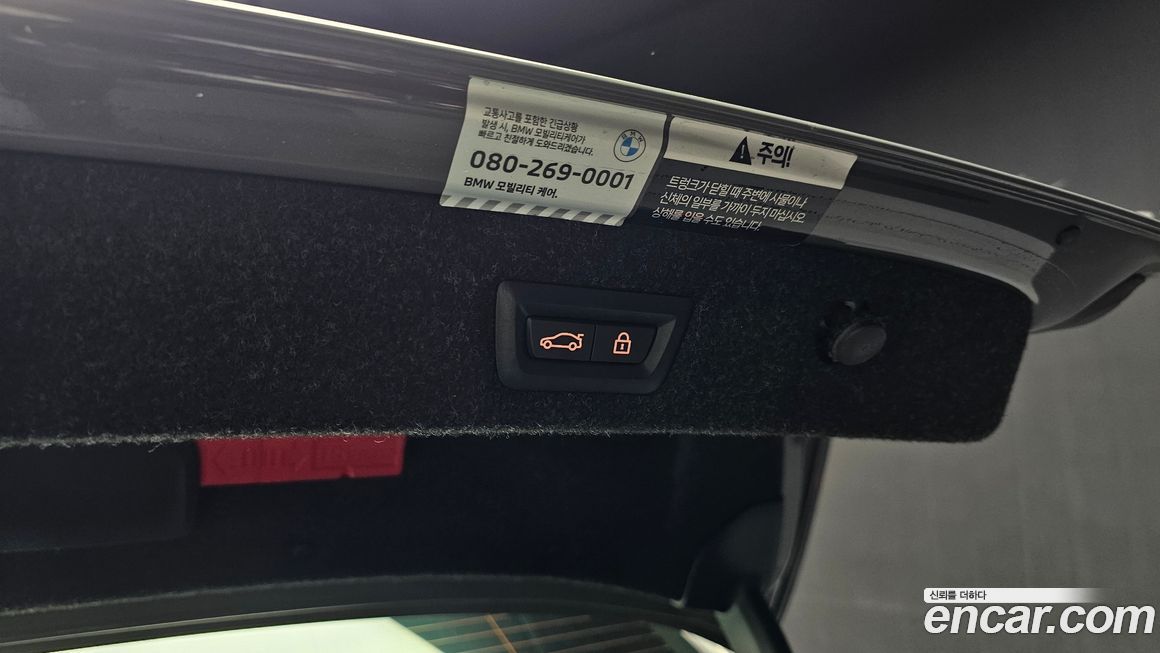 교통사고를 포함한 긴급상황
발생 시, BMW 모빌리티케어가
빠르고 친절하게 도와드리겠습니다.
080-269-0001
BMW 모빌리티 케어.
BMW
주의!
트렁크가 닫힐 때 주변에 사물이나
신체의 일부를 가까이 두지 마십시오.
상해를 입을 수도 있습니다.
신뢰를 더하다
encar.com